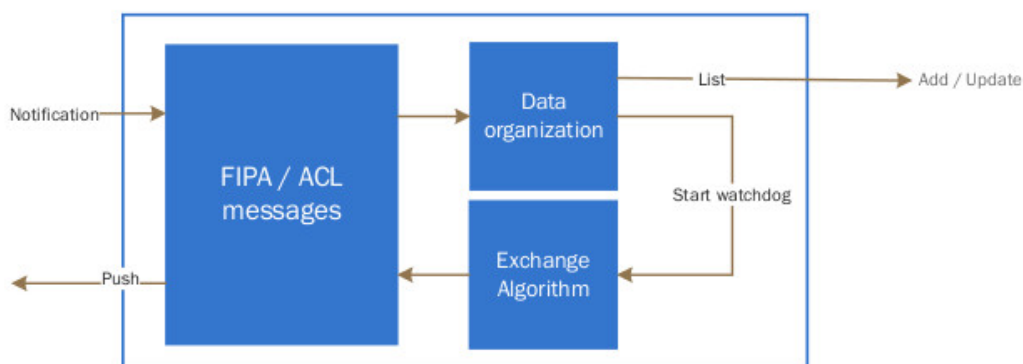 List
Add / Update
Notification
Data
organization
FIPA / ACL
messages
Start watchdog
Exchange
Algorithm
Push